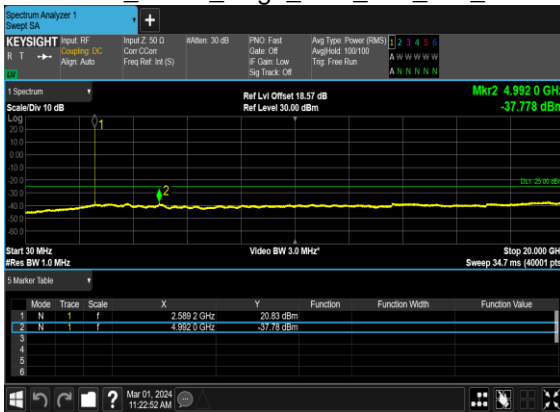 Spectrum Analyzer 1
Swept SA
KEYSIGHT Input: RF Input Z: 50 Ω #Atten: 30 dB PNO: Fast Avg Type: Power (RMS) 1 2 3 4 5 6
R T Coupling: DC Corr CCorr Gate: Off Avg|Hold: 100/100 A W W W W W
Align: Auto Freq Ref: Int (S) IF Gain: Low Trig: Free Run
Sig Track: Off A N N N N N
1 Spectrum Ref Lvl Offset 18.57 dB Mkr2 4.992 0 GHz
Scale/Div 10 dB Ref Level 30.00 dBm -37.778 dBm
Log
20.0
10.0
0.00
-10.0
-20.0
-30.0
-40.0
-50.0
-60.0
1
2
Start 30 MHz Video BW 3.0 MHz* Stop 20.000 GH
#Res BW 1.0 MHz Sweep 34.7 ms (40001 pts
5 Marker Table
Mode Trace Scale X Y Function Function Width Function Value
1 N 1 f 2.589 2 GHz 20.83 dBm
2 N 1 f 4.992 0 GHz -37.78 dBm
3
4
5
6
? Mar 01, 2024
11:22:52 AM